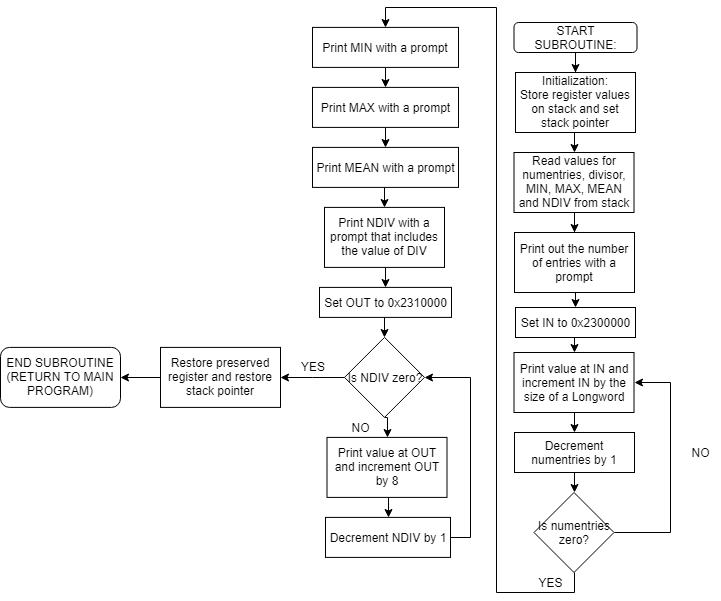 START
SUBROUTINE:
Initialization:
Store register values
on stack and set
stack pointer
Read values for
numentries, divisor,
MIN, MAX, MEAN
and NDIV from stack
Print out the number
of entries with a
prompt
Set IN to 0x2300000
Print value at IN and
increment IN by the
size of a Longword
Decrement
numentries by 1
Is numentries
zero?
NO
YES
Print MIN with a prompt
Print MAX with a prompt
Print MEAN with a prompt
Print NDIV with a
prompt that includes
the value of DIV
Set OUT to 0x2310000
Is NDIV zero?
NO
Print value at OUT
and increment OUT
by 8
Decrement NDIV by 1
YES
Restore preserved
register and restore
stack pointer
END SUBROUTINE
(RETURN TO MAIN
PROGRAM)